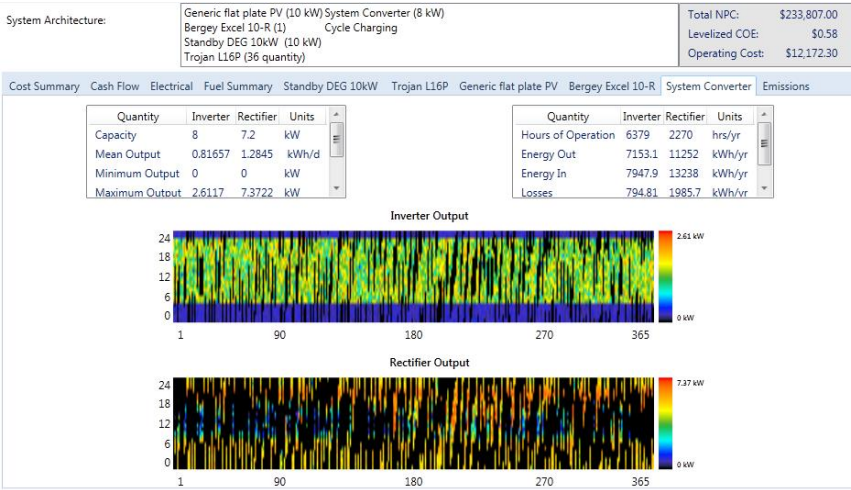 System Architecture:
Generic flat plate PV (10 kW) System Converter (8 kW)
Bergey Excel 10-R (1) Cycle Charging
Standby DEG 10kW (10 kW)
Trojan L16P (36 quantity)
Total NPC: $233,807.00
Levelized COE: $0.58
Operating Cost: $12,172.30
Cost Summary Cash Flow Electrical Fuel Summary Standby DEG 10kW Trojan L16P Generic flat plate PV Bergey Excel 10-R System Converter Emissions
Quantity Inverter Rectifier Units
Capacity 8 7.2 kW
Mean Output 0.81657 1.2845 kWh/d
Minimum Output 0 0 kW
Maximum Output 2.6117 7.3722 kW
Quantity Inverter Rectifier Units
Hours of Operation 6379 2270 hrs/yr
Energy Out 7153.1 11252 kWh/yr
Energy In 7947.9 13238 kWh/yr
Losses 794.81 1985.7 kWh/yr
Inverter Output
24
18
12
6
0
1 90 180 270 365
2.61 kW
0 kW
Rectifier Output
24
18
12
6
0
1 90 180 270 365
7.37 kW
0 kW